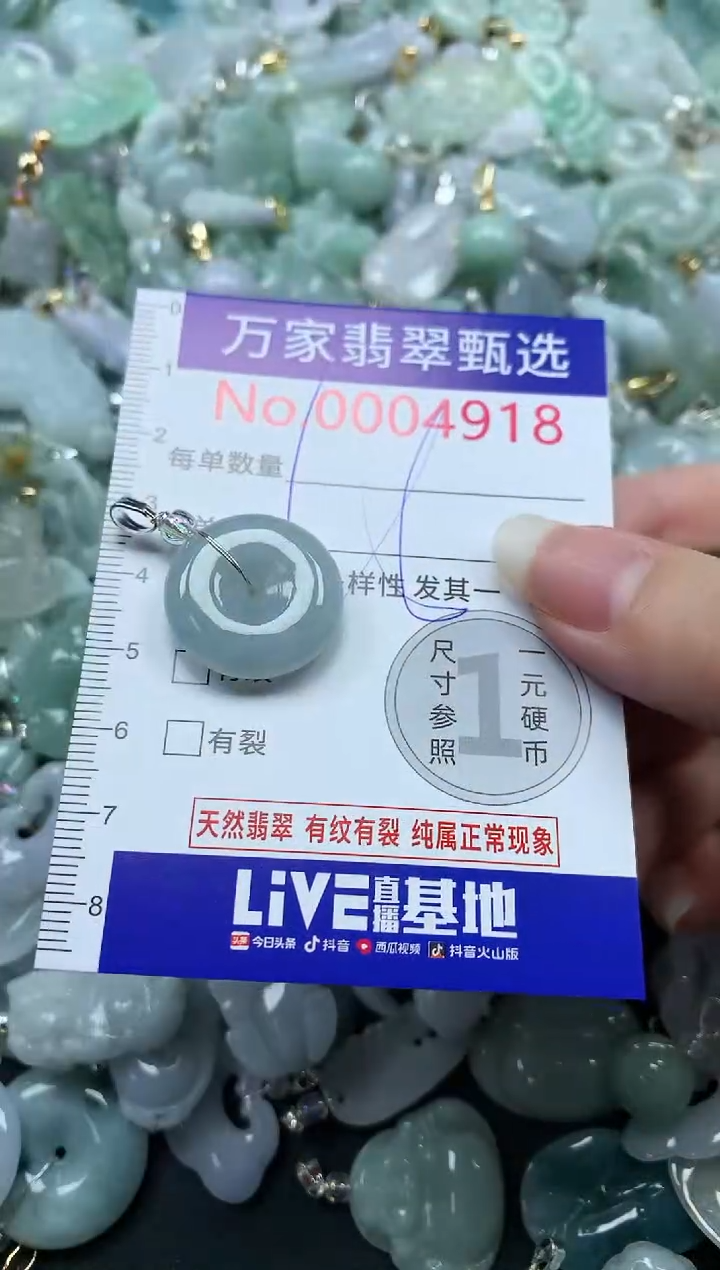 万家翡翠甄选
No.0004918
每单数量
样性 发其一
有裂
尺寸参照
1
一元硬币
天然翡翠 有纹有裂 纯属正常现象
LiVE直播基地
头条 今日头条 抖音 西瓜视频 抖音火山版
0
1
2
3
4
5
6
7
8